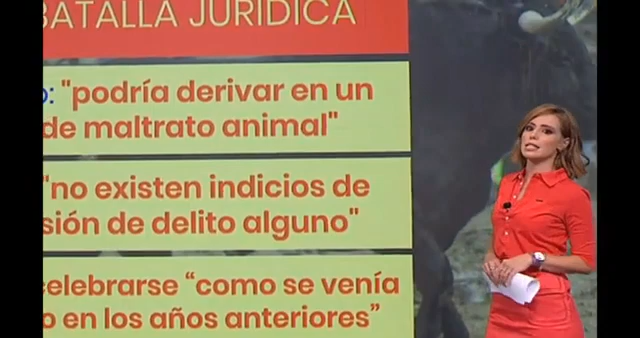 BATALLA JURÍDICA
o: "podría derivar en un
de maltrato animal"
"no existen indicios de
sión de delito alguno"
celebrarse “como se venía
o en los años anteriores”